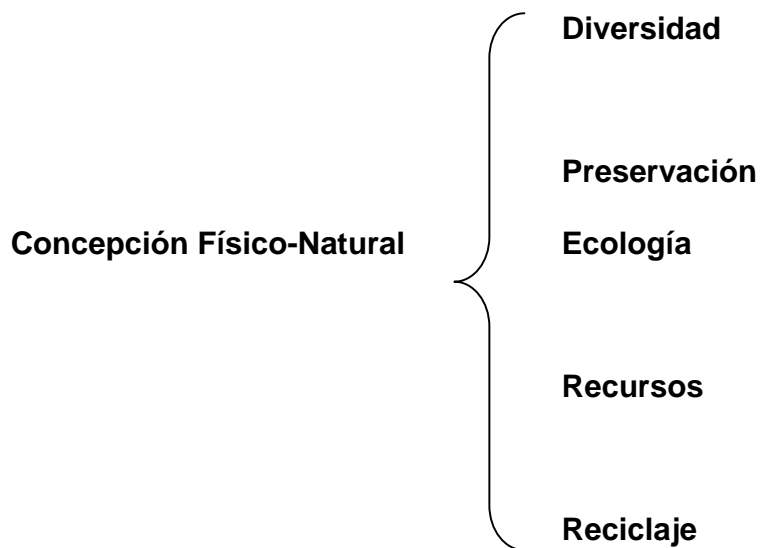 Diversidad
Preservación
Concepción Físico-Natural
Ecología
Recursos
Reciclaje